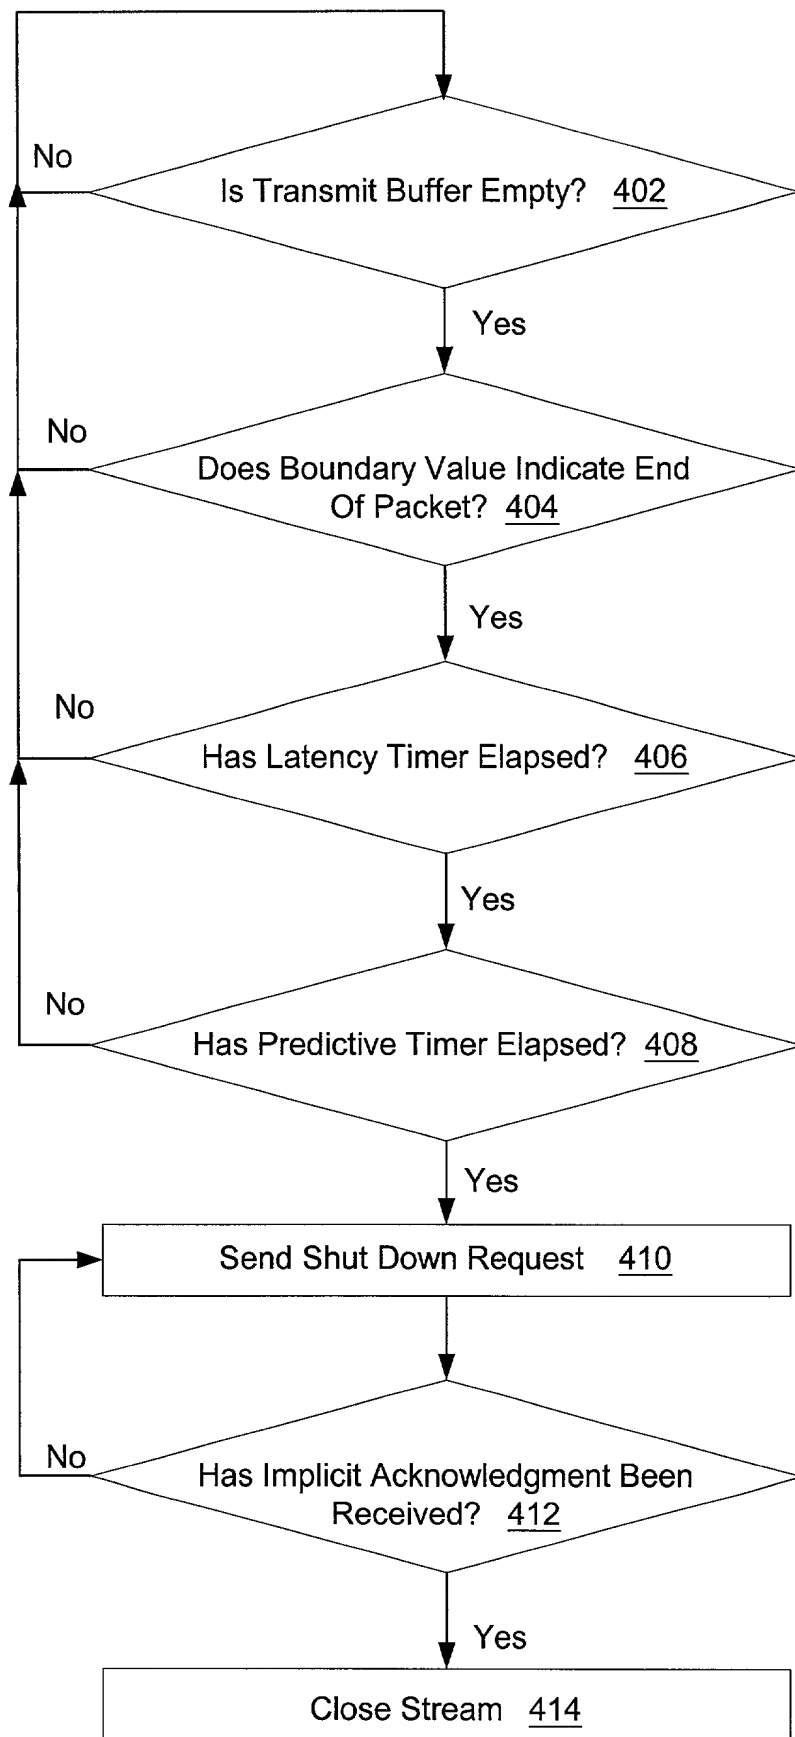 No
Is Transmit Buffer Empty? 402
Yes
No
Does Boundary Value Indicate End
Of Packet? 404
Yes
No
Has Latency Timer Elapsed? 406
Yes
No
Has Predictive Timer Elapsed? 408
Yes
Send Shut Down Request 410
No
Has Implicit Acknowledgment Been
Received? 412
Yes
Close Stream 414